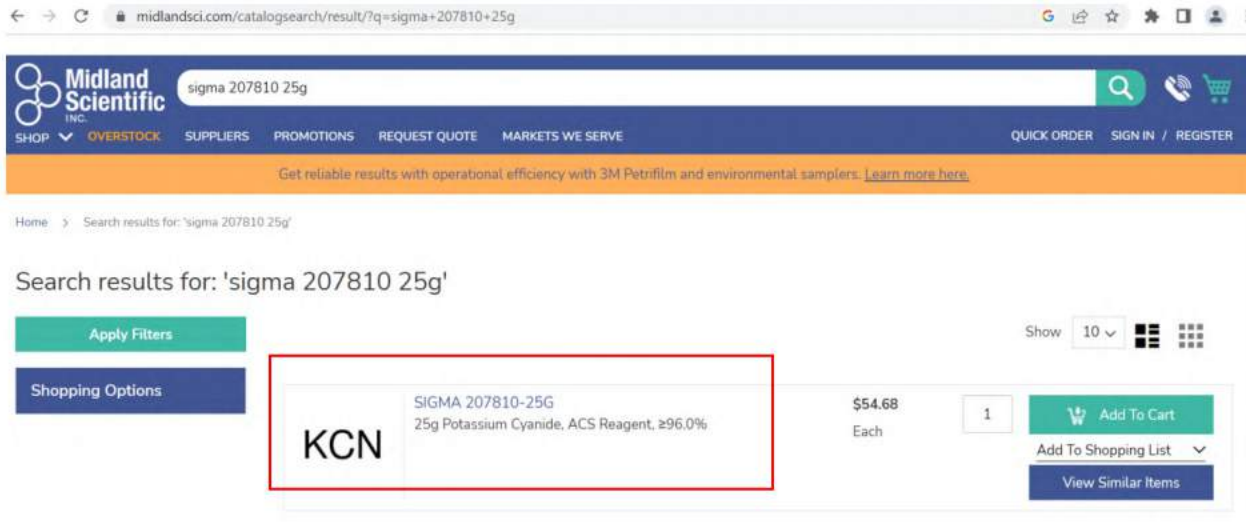 midlandsci.com/catalogsearch/result/?q=sigma+207810+25g
Midland
Scientific
INC.
sigma 207810 25g
SHOP OVERSTOCK SUPPLIERS PROMOTIONS REQUEST QUOTE MARKETS WE SERVE QUICK ORDER SIGN IN / REGISTER
Get reliable results with operational efficiency with 3M Petrifilm and environmental samplers. Learn more here.
Home > Search results for: 'sigma 207810 25g'
Search results for: 'sigma 207810 25g'
Apply Filters
Show 10
Shopping Options
KCN
SIGMA 207810-25G
25g Potassium Cyanide, ACS Reagent, ≥96.0%
$54.68
Each
1
Add To Cart
Add To Shopping List
View Similar Items